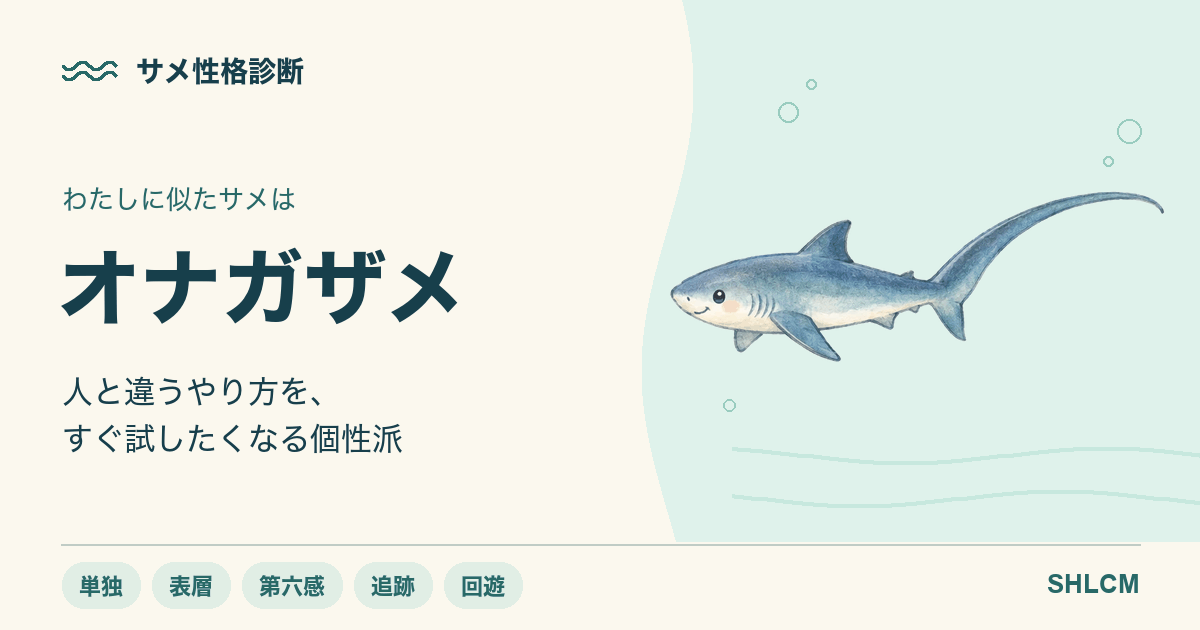 サメ性格診断
わたしに似たサメは
オナガザメ
人と違うやり方を、
すぐ試したくなる個性派
単独 表層 第六感 追跡 回遊
SHLCM